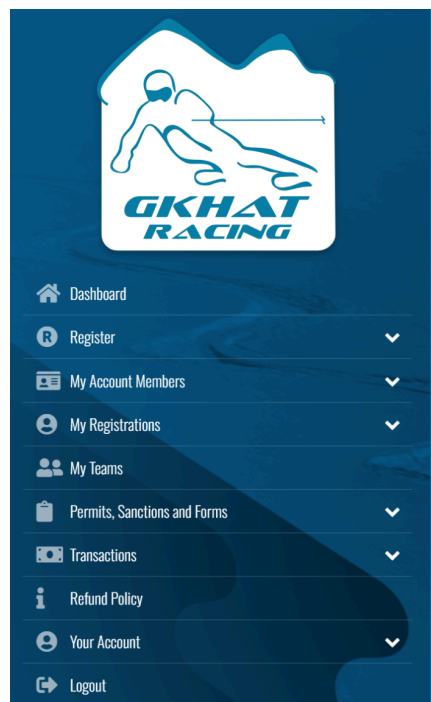 GKHAT
RACING
Dashboard
R Register
My Account Members
My Registrations
My Teams
Permits, Sanctions and Forms
Transactions
Refund Policy
Your Account
Logout